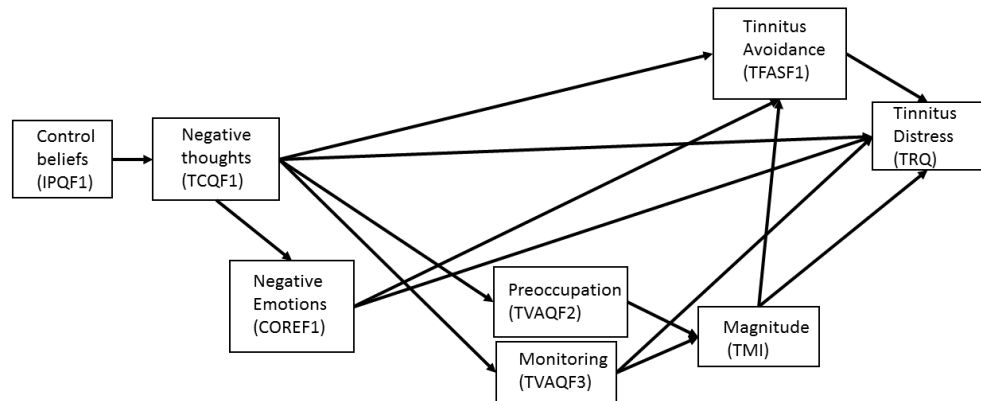 Control
beliefs
(IPQF1)
Negative
thoughts
(TCQF1)
Negative
Emotions
(COREF1)
Preoccupation
(TVAQF2)
Monitoring
(TVAQF3)
Magnitude
(TMI)
Tinnitus
Avoidance
(TFASF1)
Tinnitus
Distress
(TRQ)